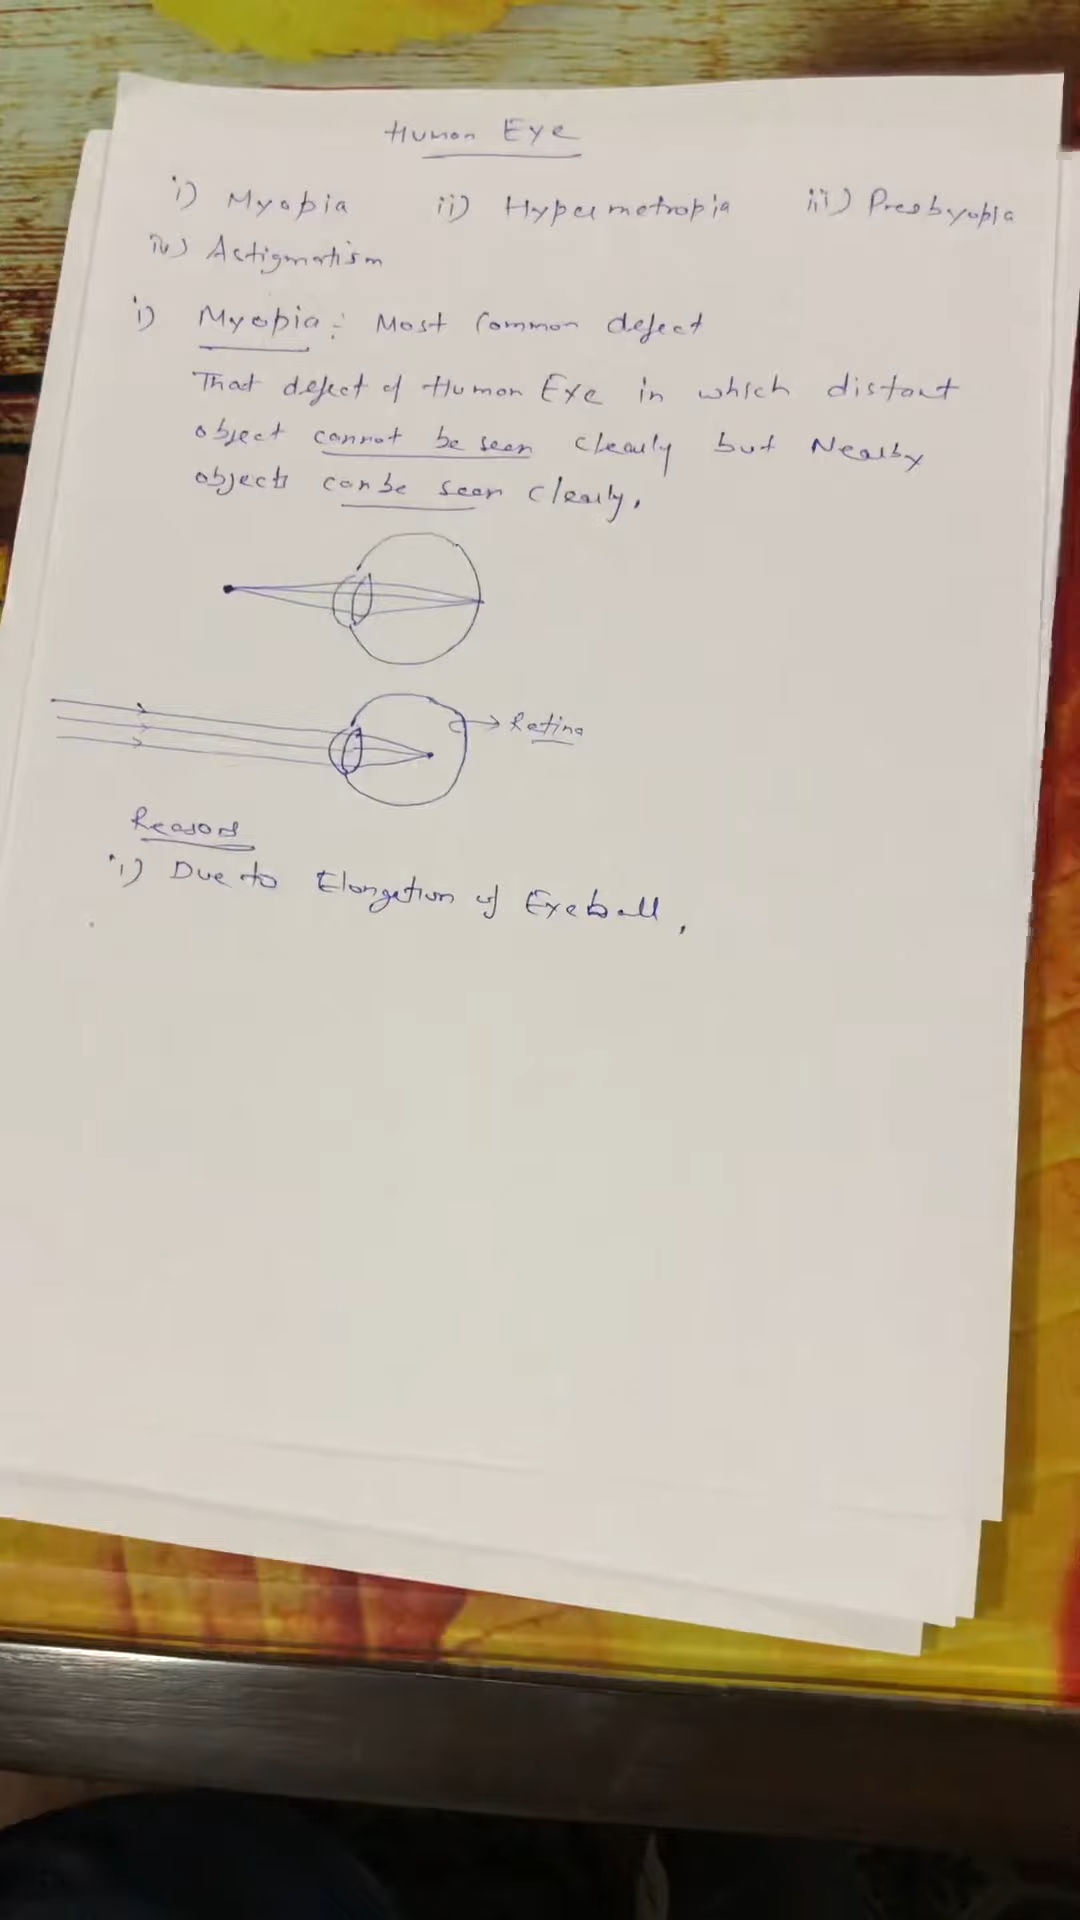 Human Eye
i) Myopia ii) Hypermetropia iii) Presbyopia
iv) Astigmatism
i) Myopia : Most Common defect
That defect of Human Eye in which distant
object cannot be seen clearly but Nearby
objects can be seen clearly.
→ Retina
Reasons
i) Due to Elongation of Eyeball.